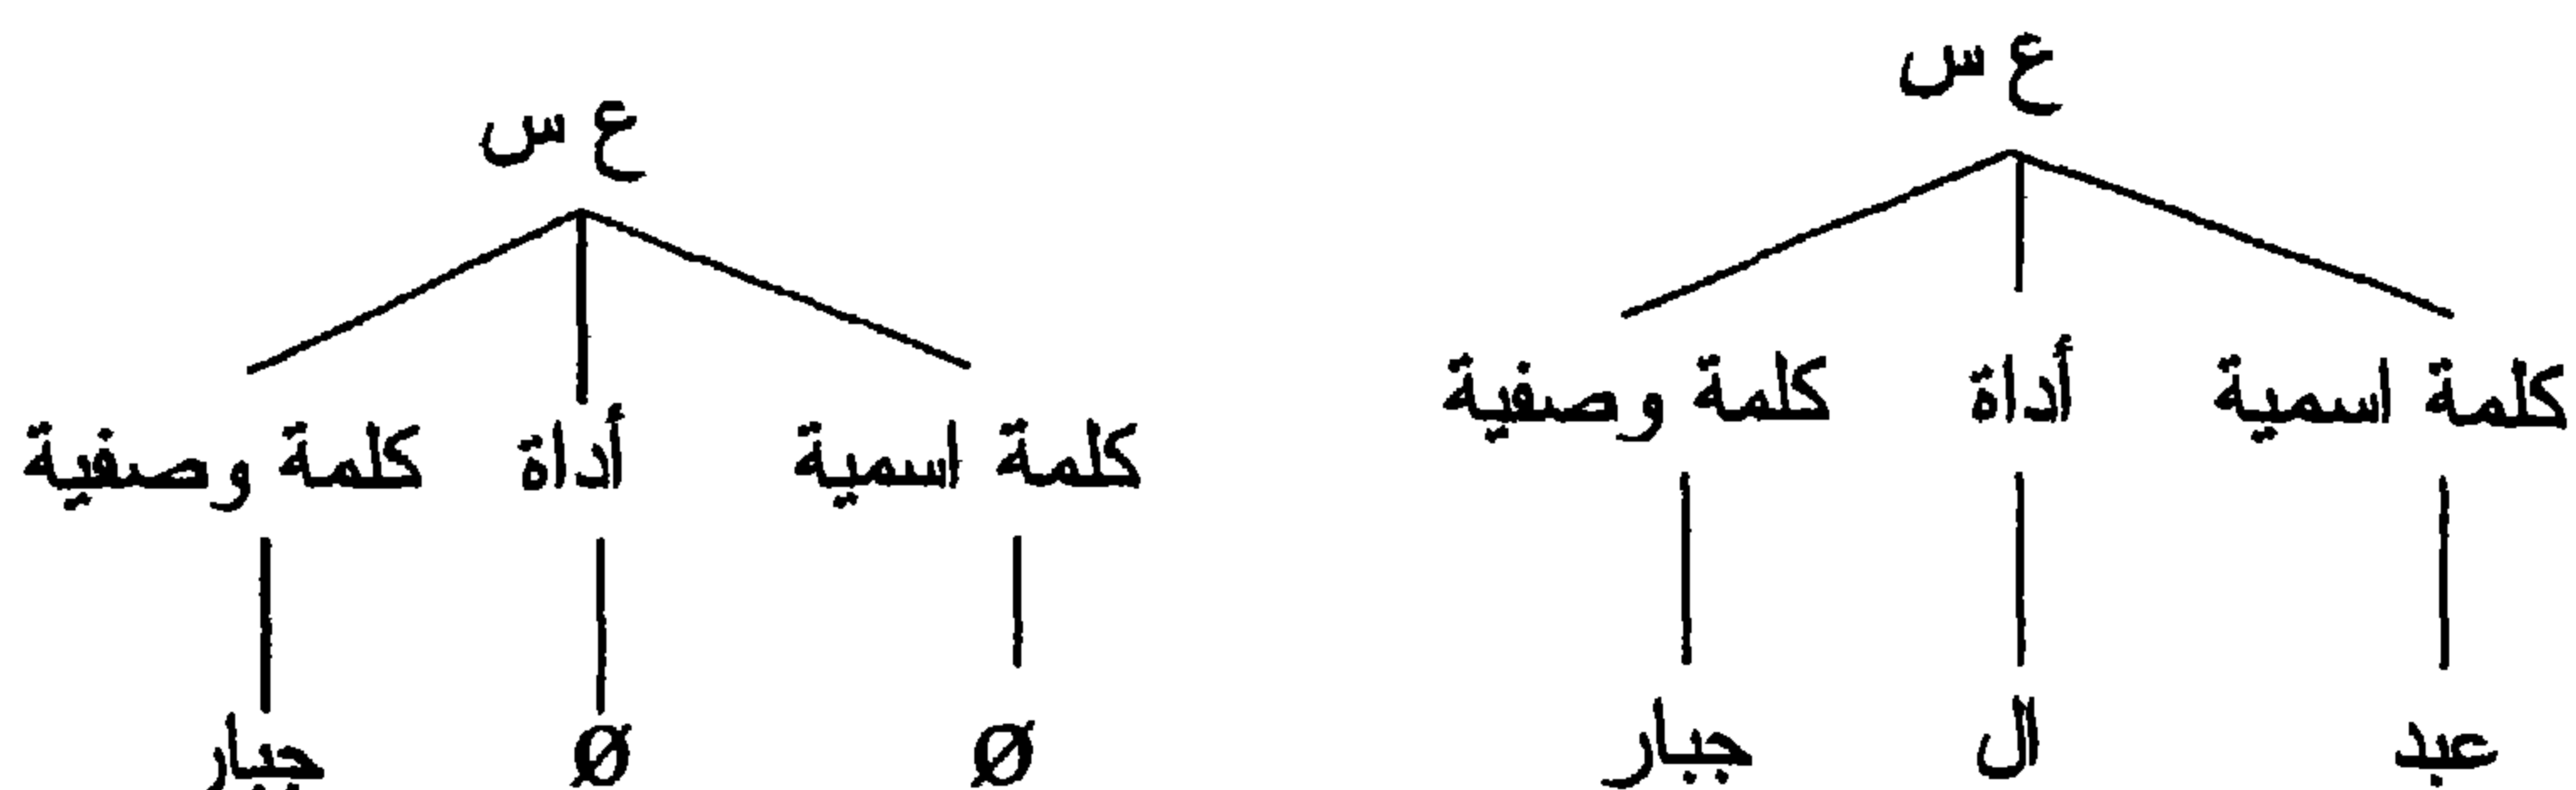 ع س
كلمة اسمية أداة كلمة وصفية
عبد ال جبار
ع س
كلمة اسمية أداة كلمة وصفية
Ø Ø جبار